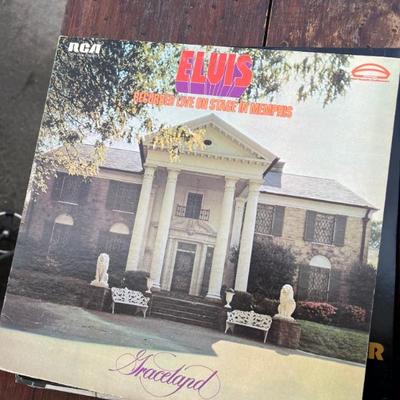 RCA
ELVIS
RECORDED LIVE ON STAGE IN MEMPHIS
Graceland
R